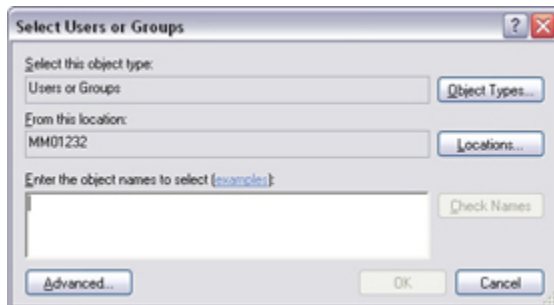 Select Users or Groups
Select this object type:
Users or Groups
Object Types...
From this location:
MM01232
Locations...
Enter the object names to select (examples):
Check Names
Advanced...
OK
Cancel